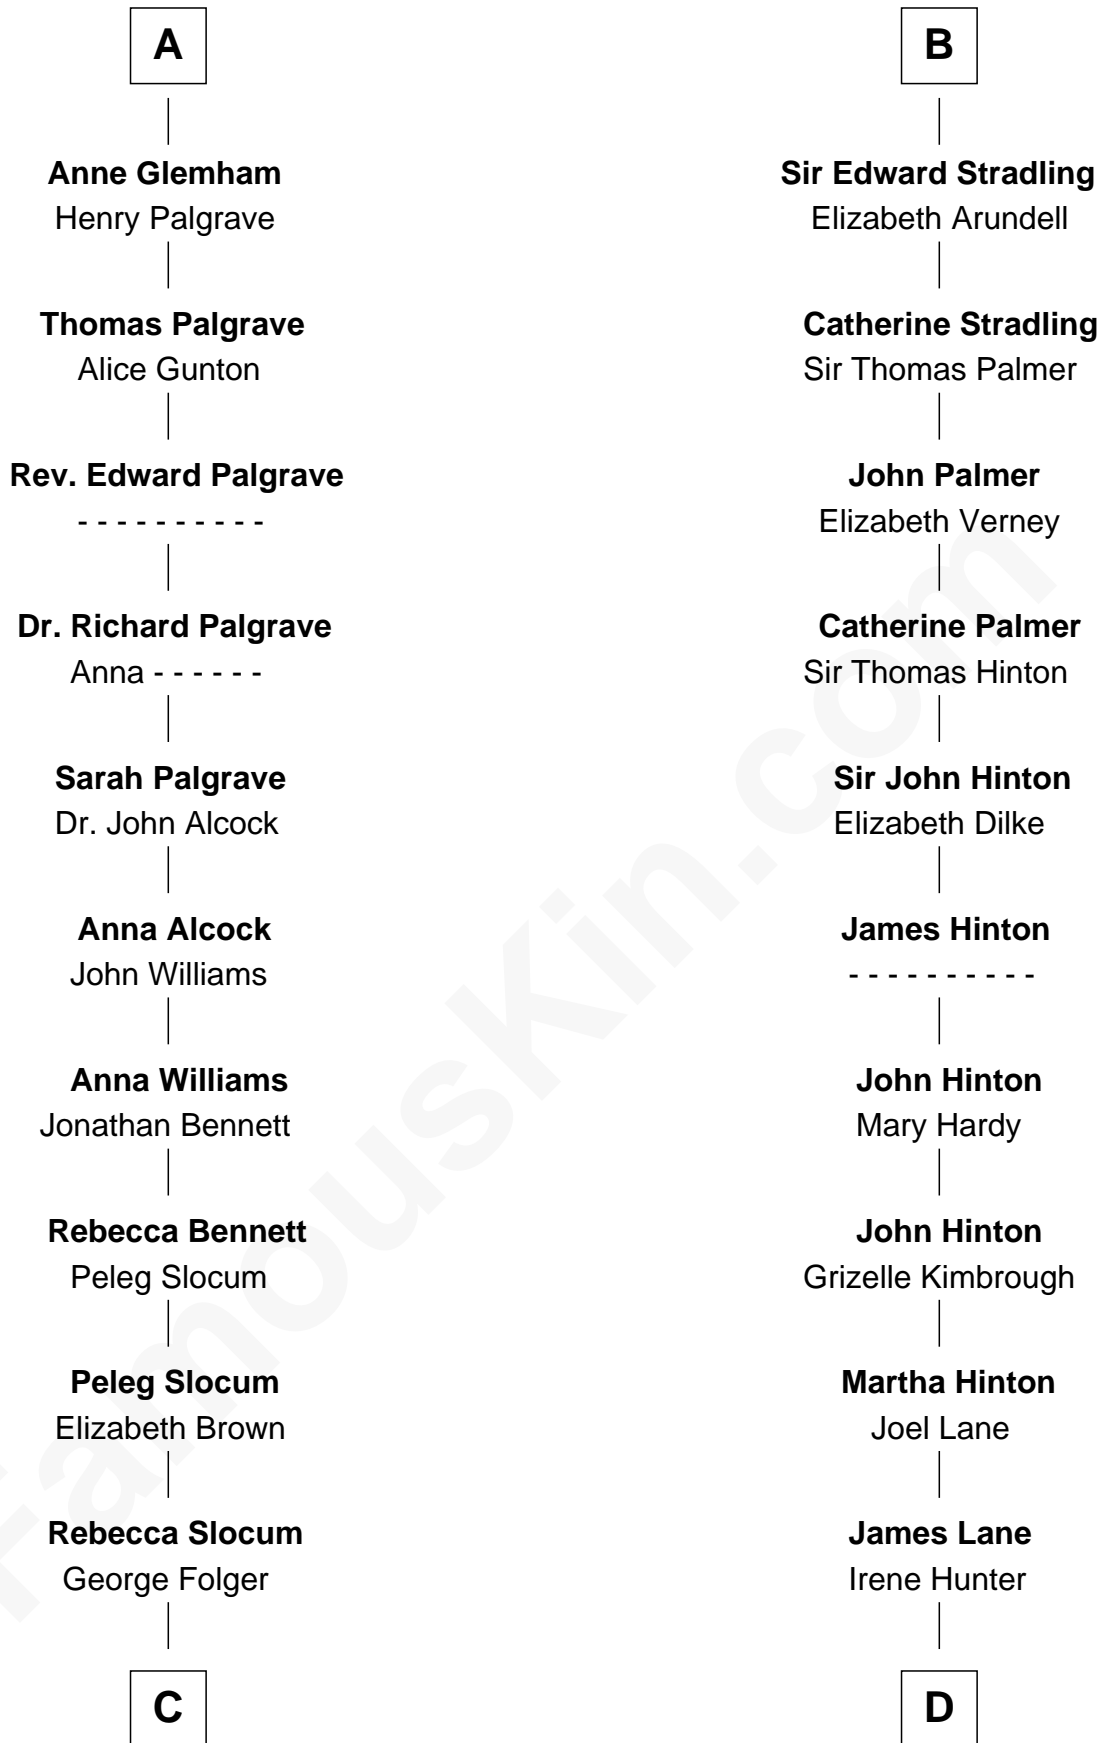 A
Anne Glemham
Henry Palgrave
Thomas Palgrave
Alice Gunton
Rev. Edward Palgrave
- - - - - - - - - -
Dr. Richard Palgrave
Anna - - - - - -
Sarah Palgrave
Dr. John Alcock
Anna Alcock
John Williams
Anna Williams
Jonathan Bennett
Rebecca Bennett
Peleg Slocum
Peleg Slocum
Elizabeth Brown
Rebecca Slocum
George Folger
C
B
Sir Edward Stradling
Elizabeth Arundell
Catherine Stradling
Sir Thomas Palmer
John Palmer
Elizabeth Verney
Catherine Palmer
Sir Thomas Hinton
Sir John Hinton
Elizabeth Dilke
James Hinton
- - - - - - - - - -
John Hinton
Mary Hardy
John Hinton
Grizelle Kimbrough
Martha Hinton
Joel Lane
James Lane
Irene Hunter
D
FamousKin.com